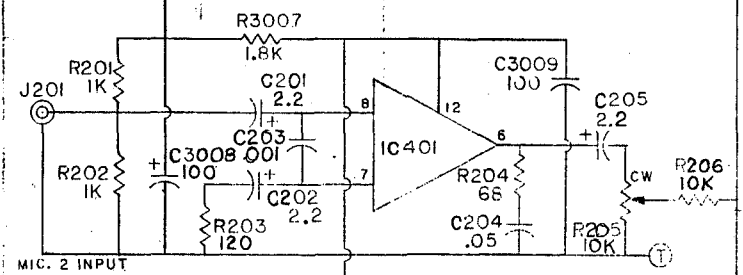 R3007
1.8K
R201
1K
J201
C201
2.2
+
8
12
C3009
100
C205
2.2
+
6
IC401
C203
.001
+
C3008
100
R202
1K
+
C202
2.2
7
R204
68
CW
R206
10K
R203
120
C204
.05
R205
10K
T
MIC. 2 INPUT